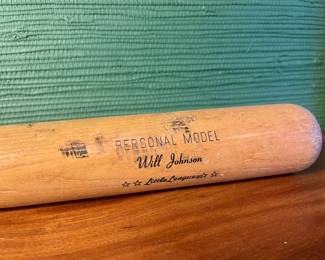 PERSONAL MODEL
Will Johnson
☆☆ Little Leaguer ☆☆